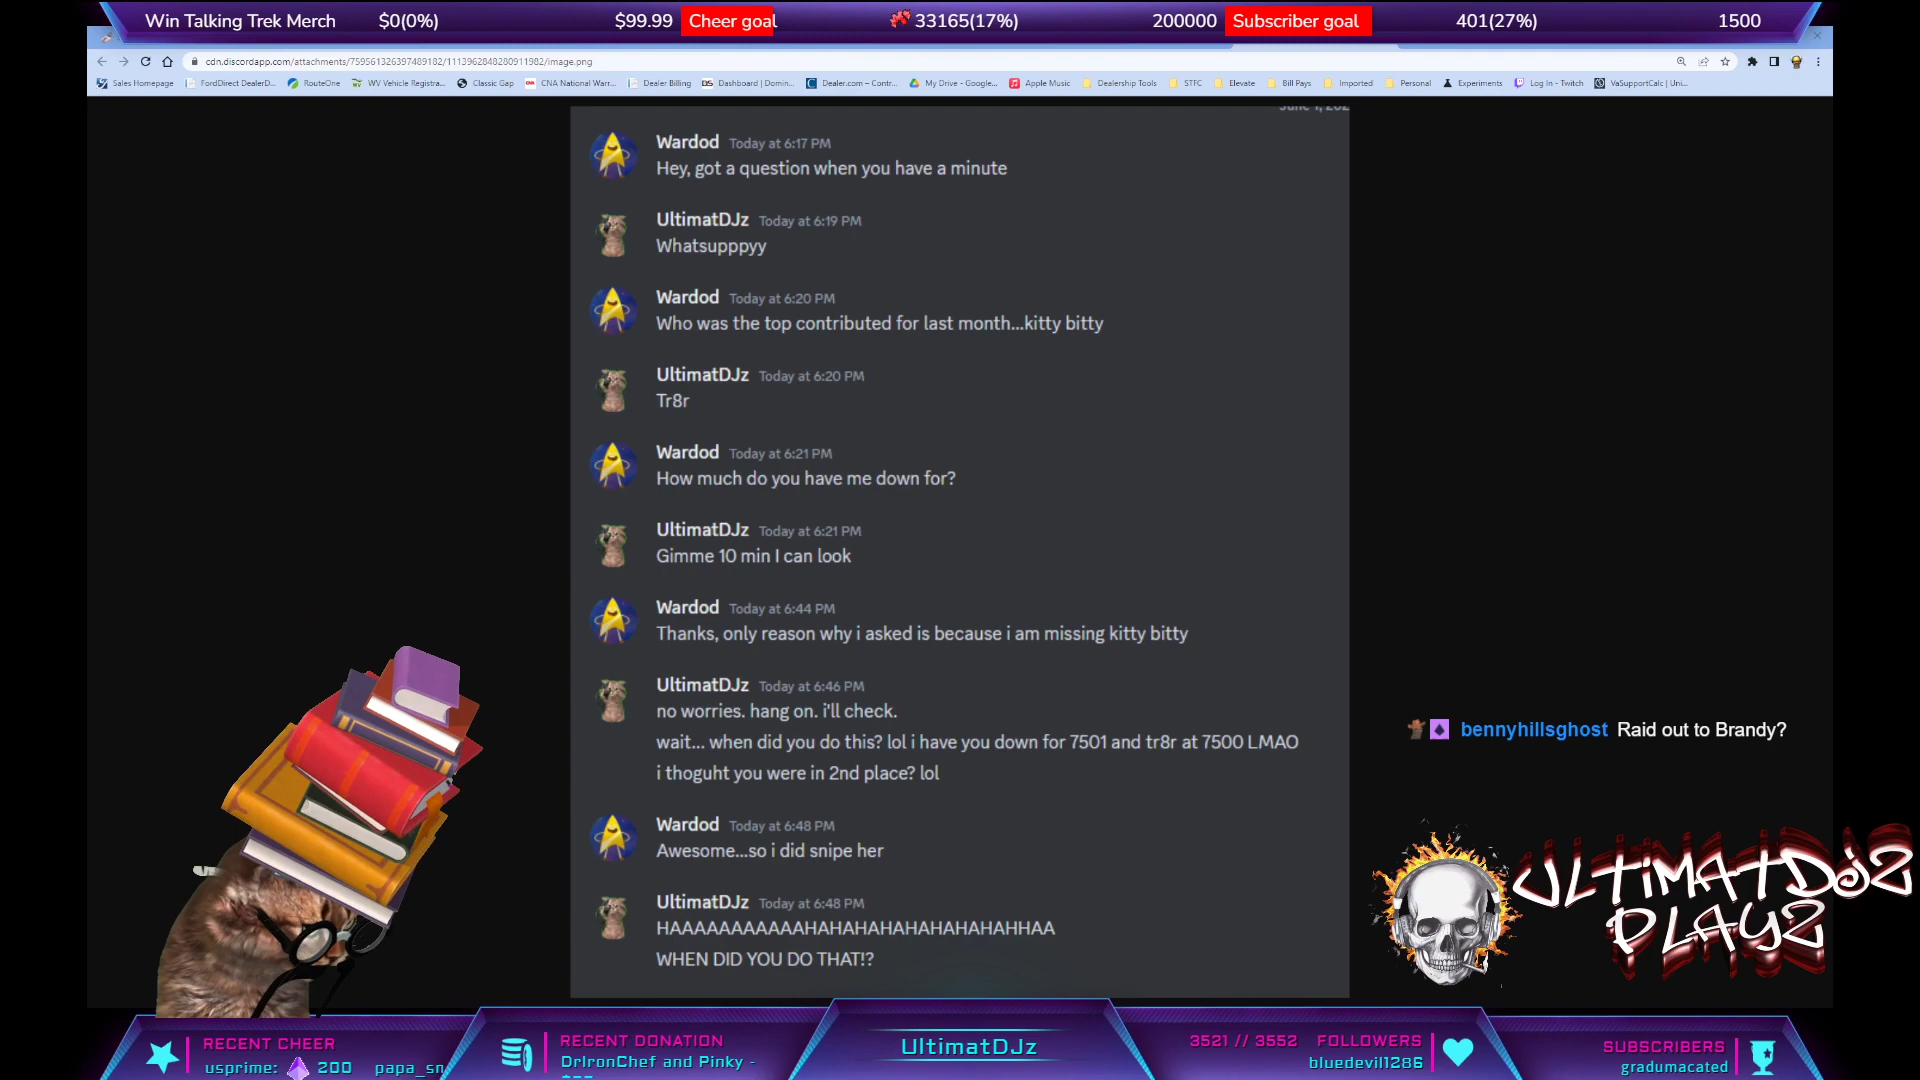 Win Talking Trek Merch $0(0%) $99.99 Cheer goal 33165(17%) 200000 Subscriber goal 401(27%) 1500
cdn.discordapp.com/attachments/759561326397489182/1113962848280911982/image.png
Sales Homepage FordDirect DealerD... RouteOne WV Vehicle Registra... Classic Gap CNA National Warr... Dealer Billing Dashboard | Domin... Dealer.com – Contr... My Drive - Google... Apple Music Dealership Tools STFC Elevate Bill Pays Imported Personal Experiments Log In - Twitch VaSupportCalc | Uni...
Wardod Today at 6:17 PM
Hey, got a question when you have a minute
UltimatDJz Today at 6:19 PM
Whatsupppyy
Wardod Today at 6:20 PM
Who was the top contributed for last month...kitty bitty
UltimatDJz Today at 6:20 PM
Tr8r
Wardod Today at 6:21 PM
How much do you have me down for?
UltimatDJz Today at 6:21 PM
Gimme 10 min I can look
Wardod Today at 6:44 PM
Thanks, only reason why i asked is because i am missing kitty bitty
UltimatDJz Today at 6:46 PM
no worries. hang on. i'll check.
wait... when did you do this? lol i have you down for 7501 and tr8r at 7500 LMAO
i thoguht you were in 2nd place? lol
Wardod Today at 6:48 PM
Awesome...so i did snipe her
UltimatDJz Today at 6:48 PM
HAAAAAAAAAAAHAHAHAHAHAHAHAHAHHAA
WHEN DID YOU DO THAT!?
bennyhillsghost Raid out to Brandy?
ULTIMATDJZ
PLAYZ
RECENT CHEER
usprime: 200 papa_sn
RECENT DONATION
DrIronChef and Pinky -
UltimatDJz
3521 // 3552 FOLLOWERS
bluedevil1286
SUBSCRIBERS
gradumacated